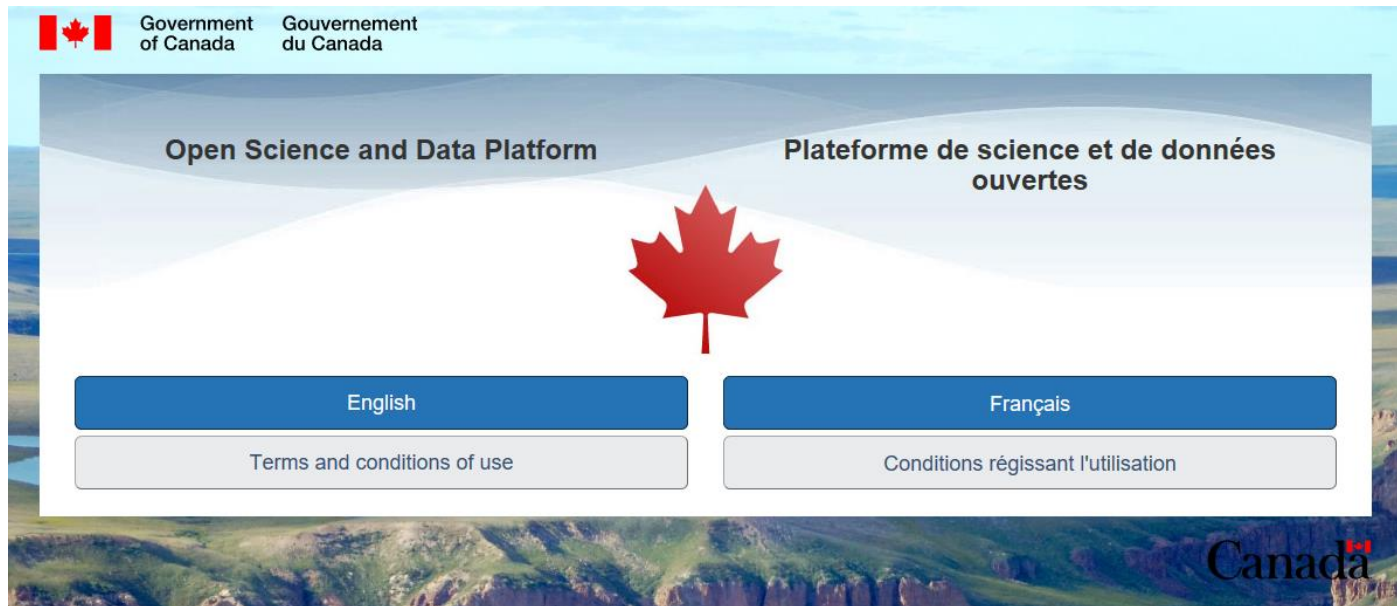 Government
of Canada
Gouvernement
du Canada
Open Science and Data Platform
Plateforme de science et de données
ouvertes
English
Français
Terms and conditions of use
Conditions régissant l'utilisation
Canada